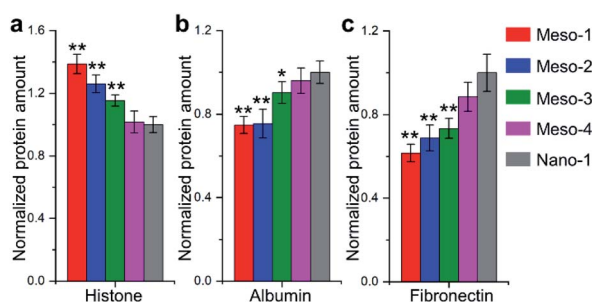 a
Normalized protein amount
1.6
1.2
0.8
0.4
0.0
**
**
**
Histone
b
Normalized protein amount
1.2
0.8
0.4
0.0
**
**
*
Albumin
c
Normalized protein amount
1.2
0.8
0.4
0.0
**
**
**
Fibronectin
Meso-1
Meso-2
Meso-3
Meso-4
Nano-1